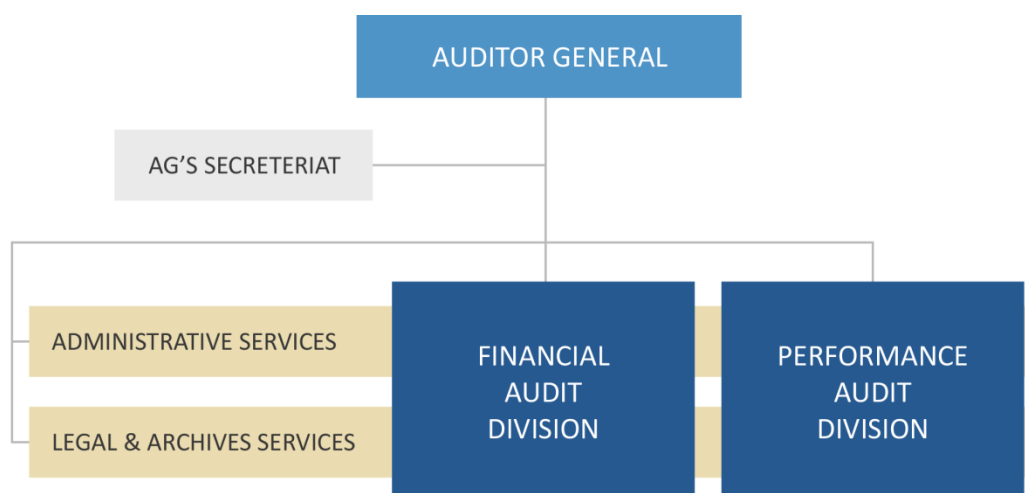 AUDITOR GENERAL
AG’S SECRETERIAT
ADMINISTRATIVE SERVICES
LEGAL & ARCHIVES SERVICES
FINANCIAL
AUDIT
DIVISION
PERFORMANCE
AUDIT
DIVISION